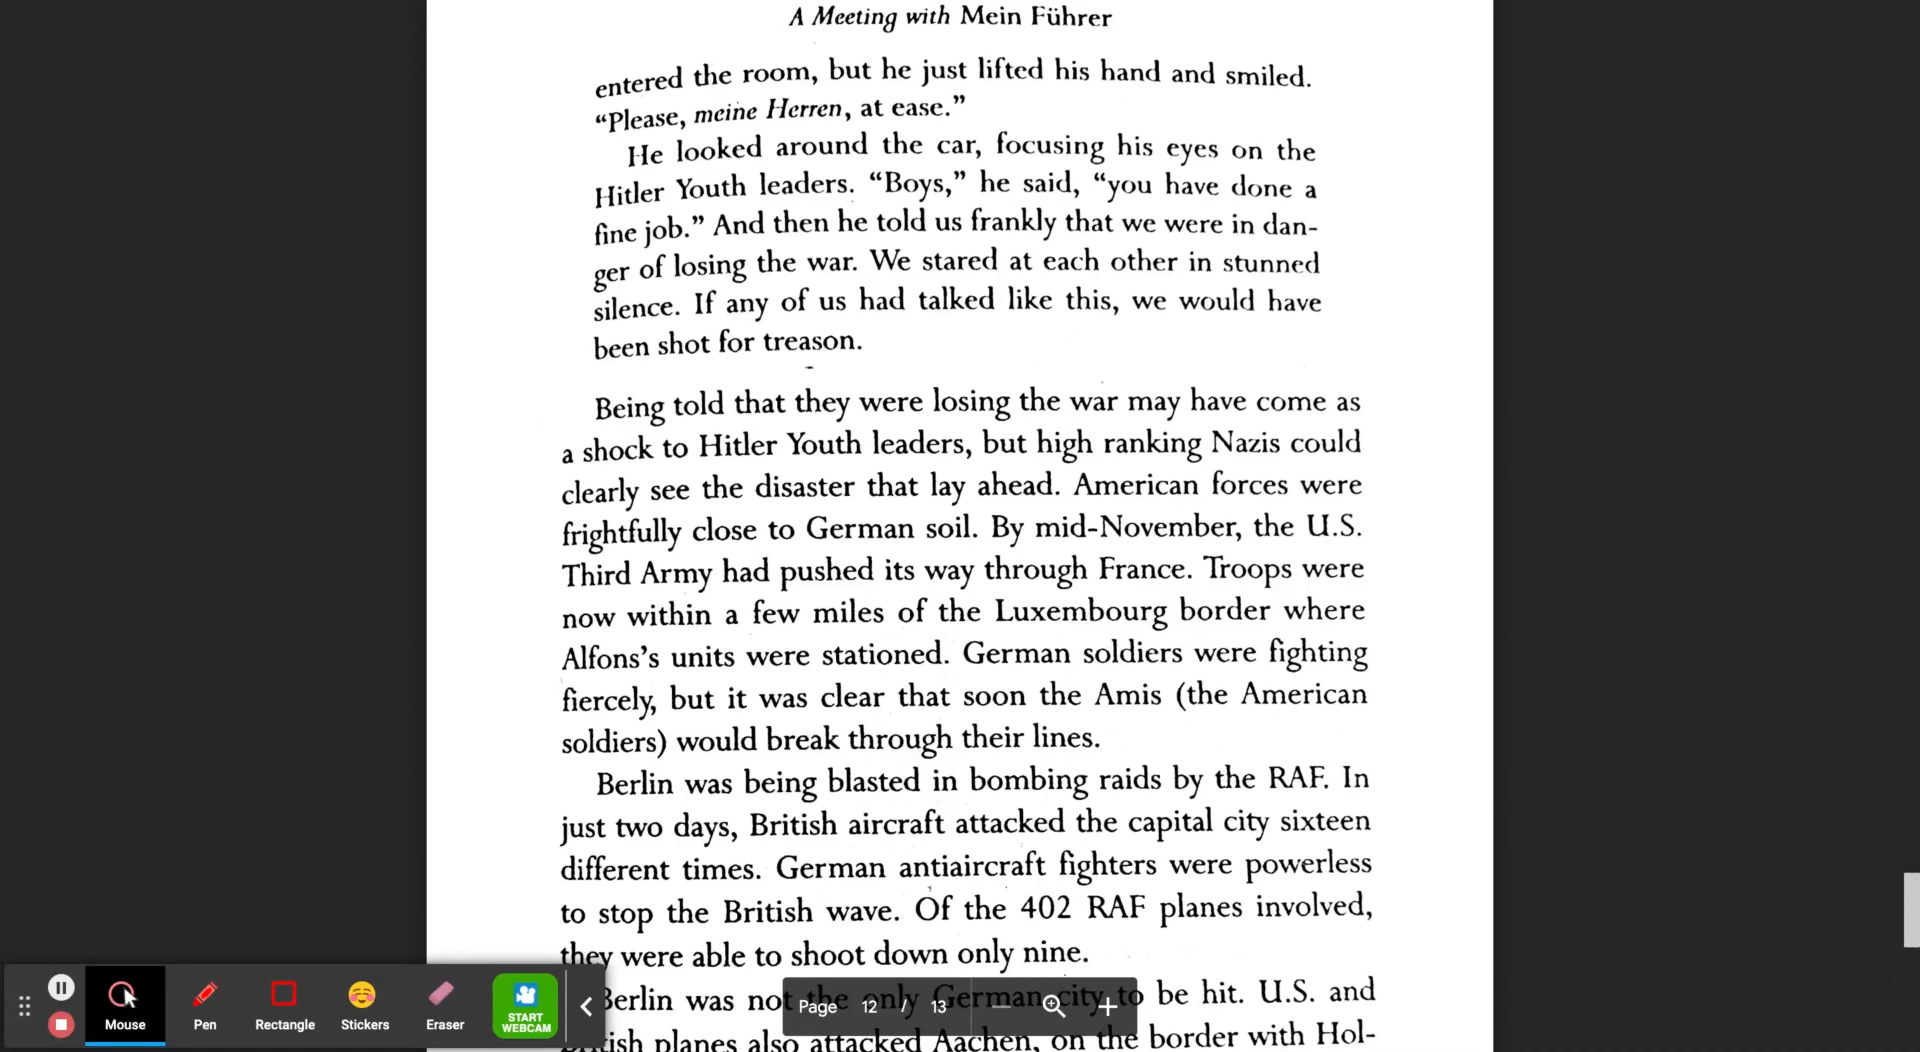 A Meeting with Mein Führer
entered the room, but he just lifted his hand and smiled.
“Please, meine Herren, at ease.”
He looked around the car, focusing his eyes on the
Hitler Youth leaders. “Boys,” he said, “you have done a
fine job.” And then he told us frankly that we were in dan-
ger of losing the war. We stared at each other in stunned
silence. If any of us had talked like this, we would have
been shot for treason.
Being told that they were losing the war may have come as
a shock to Hitler Youth leaders, but high ranking Nazis could
clearly see the disaster that lay ahead. American forces were
frightfully close to German soil. By mid-November, the U.S.
Third Army had pushed its way through France. Troops were
now within a few miles of the Luxembourg border where
Alfons’s units were stationed. German soldiers were fighting
fiercely, but it was clear that soon the Amis (the American
soldiers) would break through their lines.
Berlin was being blasted in bombing raids by the RAF. In
just two days, British aircraft attacked the capital city sixteen
different times. German antiaircraft fighters were powerless
to stop the British wave. Of the 402 RAF planes involved,
they were able to shoot down only nine.
Berlin was not the only German city to be hit. U.S. and
British planes also attacked Aachen, on the border with Hol-
Page 12 / 13
Mouse
Pen
Rectangle
Stickers
Eraser
START
WEBCAM